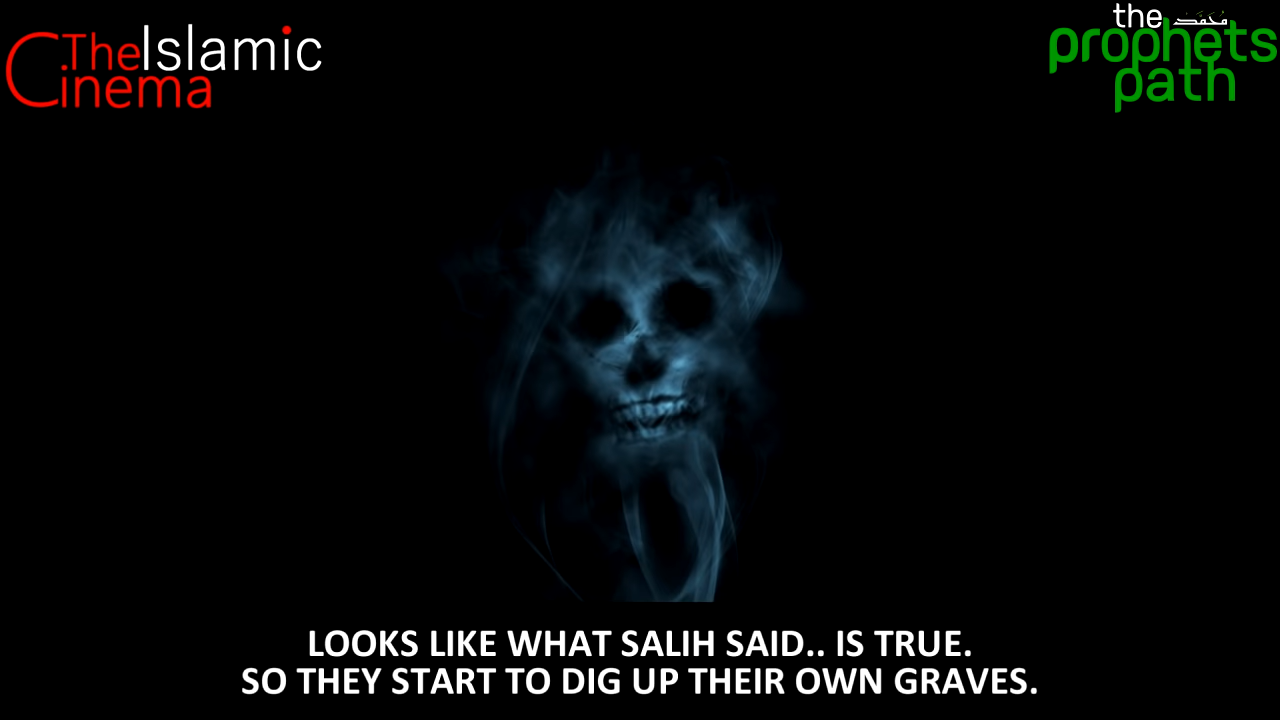 TheIslamic
Cinema
the مُحَمَّد
prophets
path
LOOKS LIKE WHAT SALIH SAID.. IS TRUE.
SO THEY START TO DIG UP THEIR OWN GRAVES.